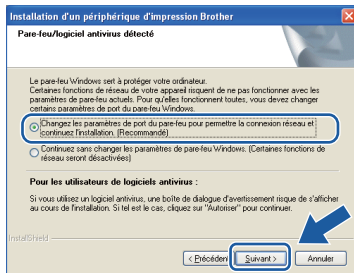 Installation d'un périphérique d'impression Brother
Pare-feu/logiciel antivirus détecté
Le pare-feu Windows sert à protéger votre ordinateur.
Certaines fonctions de réseau de votre appareil risquent de ne pas fonctionner avec les
paramètres de pare-feu actuels. Pour qu'elles fonctionnent toutes, vous devez changer
certains paramètres de port du pare-feu Windows.
Changez les paramètres de port du pare-feu pour permettre la connexion réseau et
continuez l'installation. (Recommandé)
Continuez sans changer les paramètres de pare-feu Windows. (Certaines fonctions de
réseau seront désactivées)
Pour les utilisateurs de logiciels antivirus :
Si vous utilisez un logiciel antivirus, une boîte de dialogue d'avertissement risque de s'afficher
au cours de l'installation. Si tel est le cas, cliquez sur "Autoriser" pour continuer.
InstallShield
< Précédent
Suivant >
Annuler